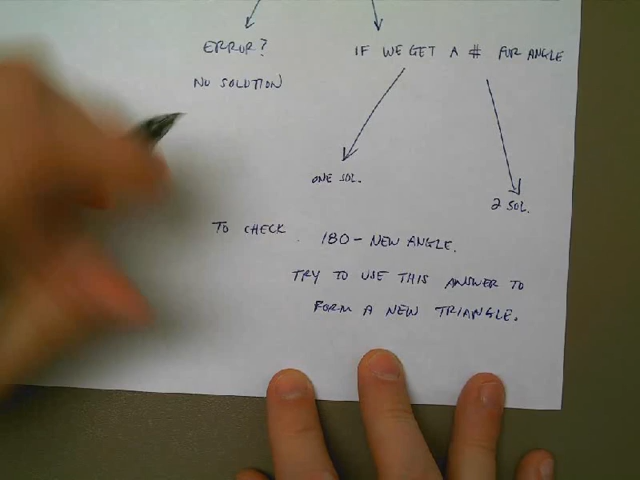 ERROR?
IF WE GET A # FOR ANGLE
NO SOLUTION
ONE SOL.
2 SOL.
TO CHECK. 180 - NEW ANGLE.
TRY TO USE THIS ANSWER TO
FORM A NEW TRIANGLE.